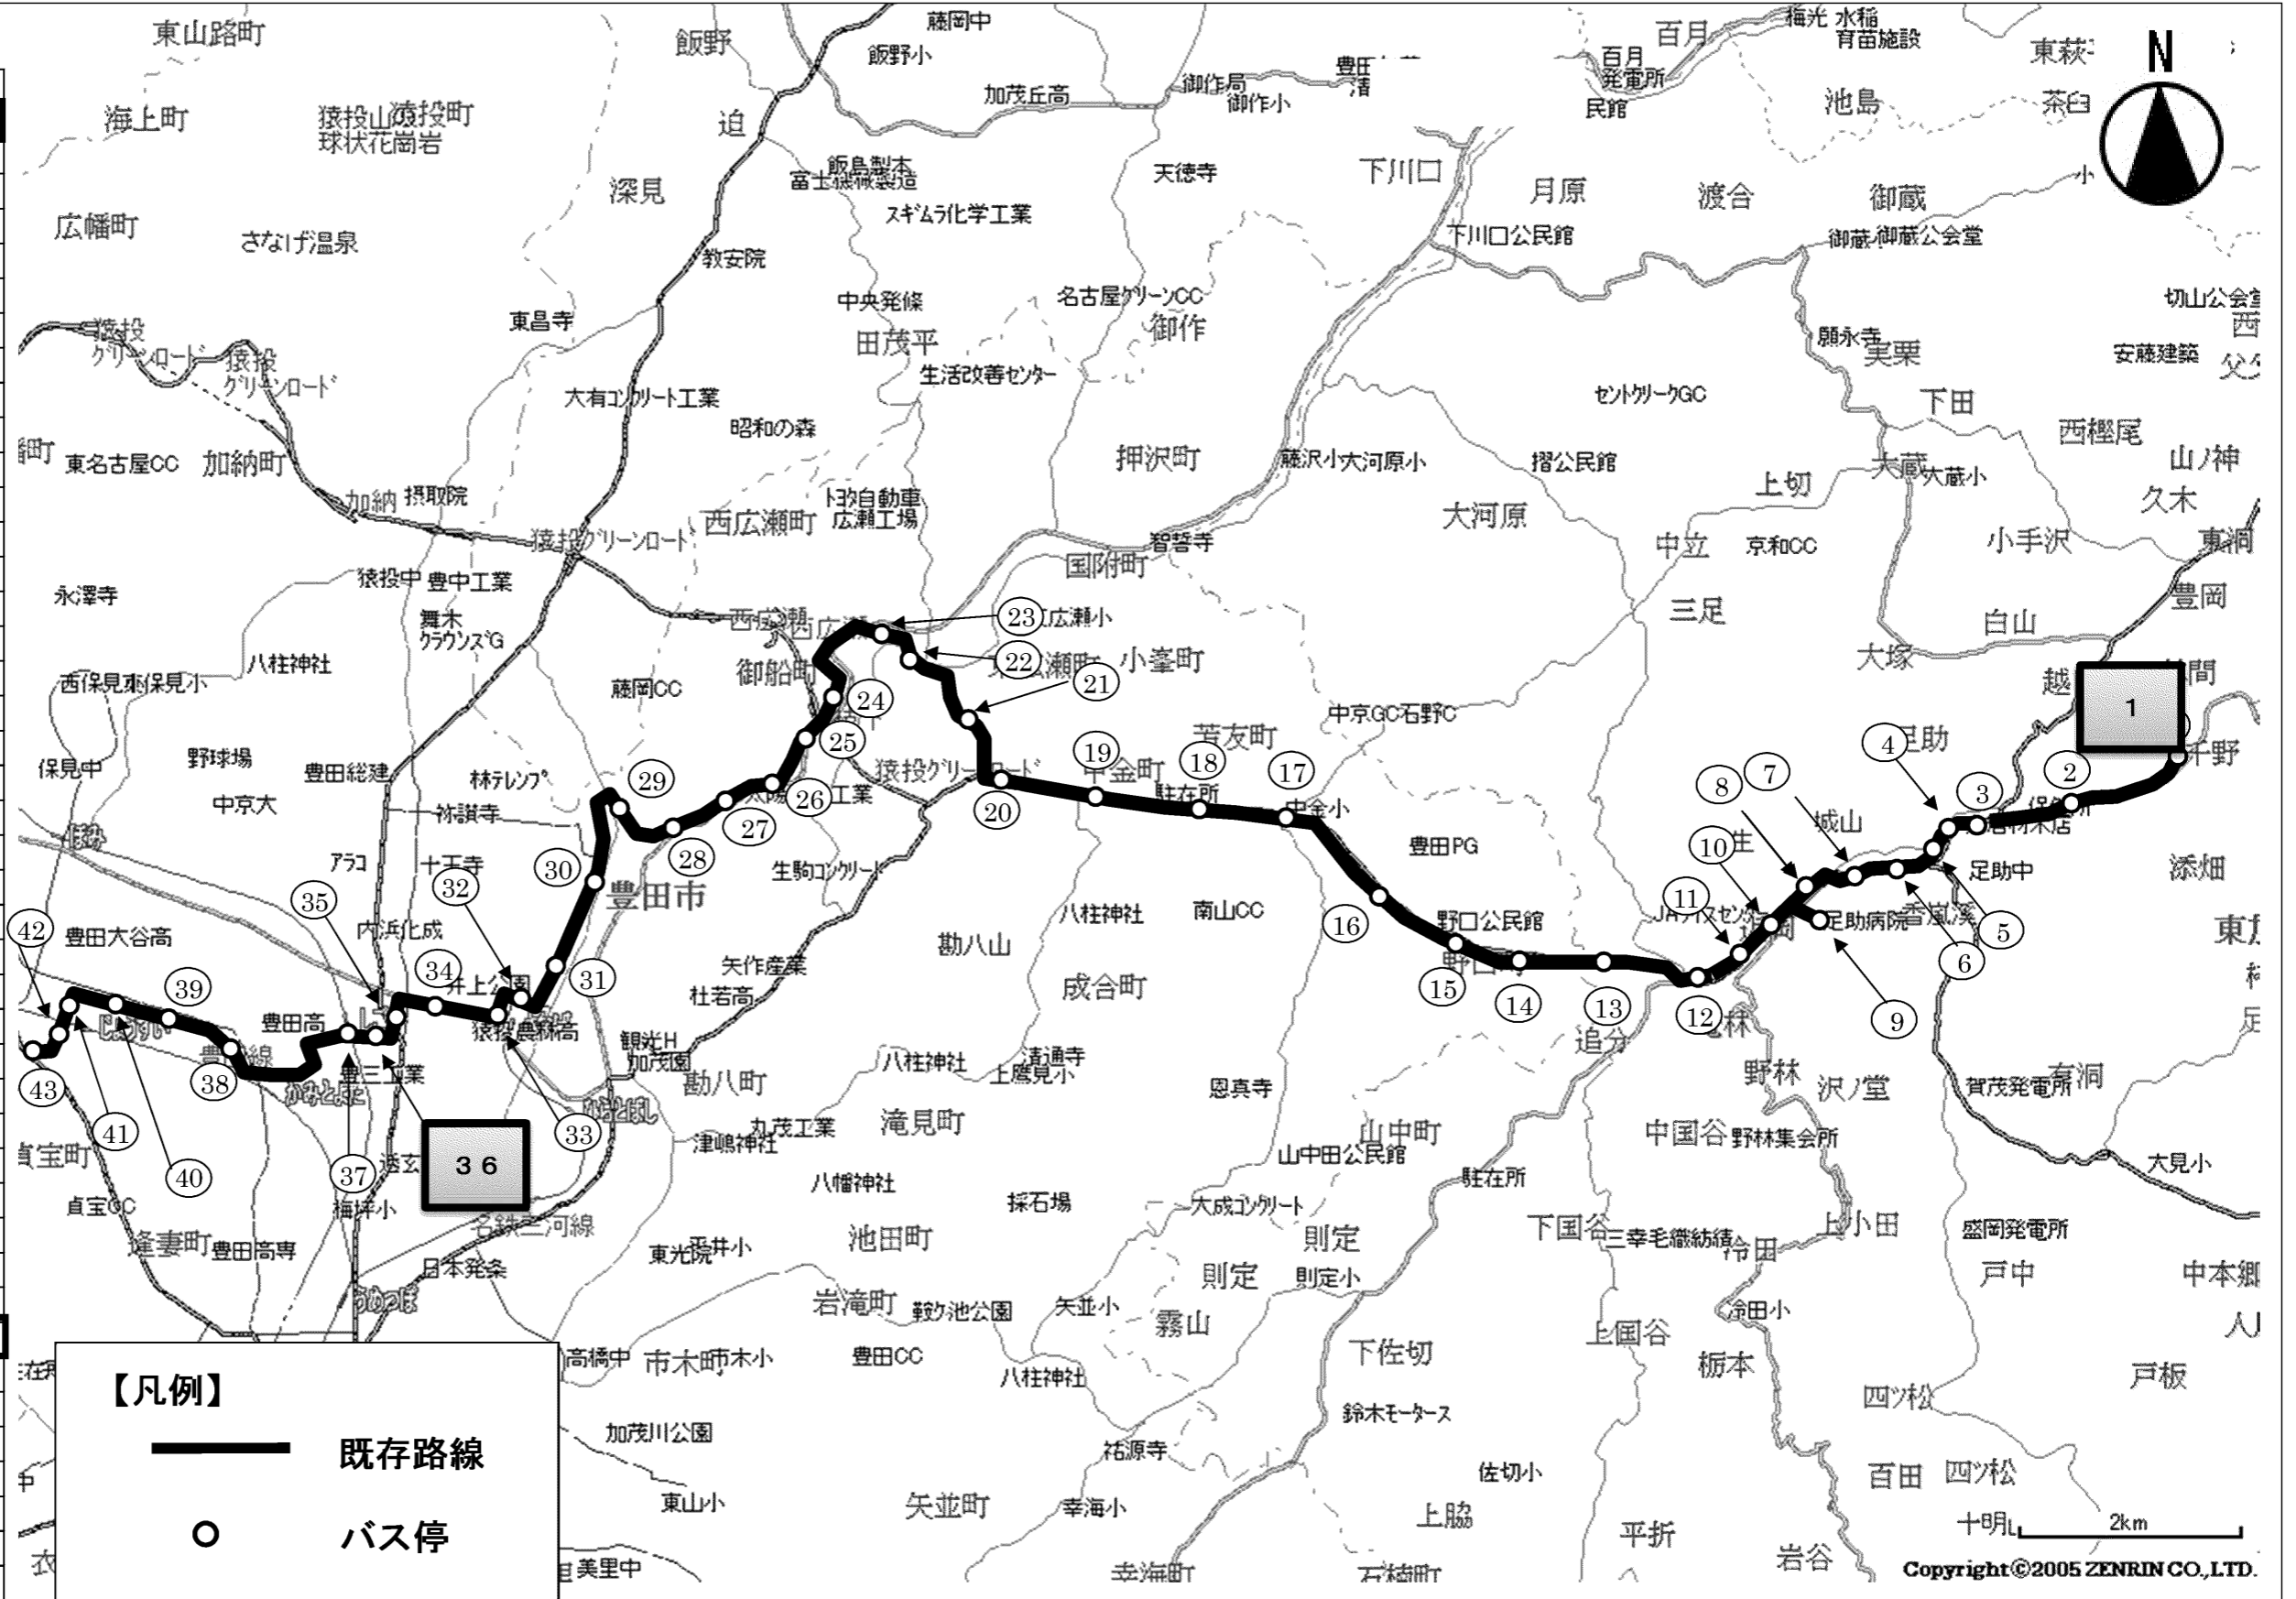 東山路町
飯野
藤岡中
飯野小
百月
梅光 水稲
育苗施設
百月
発電所
民館
N
海上町
猿投山
猿投町
球状花崗岩
迫
加茂丘高
御作局
御作小
池島
茶臼
飯島製本
富士機械製造
天徳寺
下川口
月原
渡合
御蔵
深見
広幡町
さなげ温泉
スギムラ化学工業
教安院
下川口公民館
御蔵公会堂
中央発條
名古屋グリーンCC
御作
東昌寺
田茂平
願永寺
実栗
安藤建築
猿投
グリーンロード
猿投
グリーンロード
生活改善センター
大有コンクリート工業
昭和の森
セントクリークGC
下田
西樫尾
東名古屋CC
加納町
押沢町
藤沢小
大河原小
摺公民館
大蔵
大蔵小
山ノ神
久木
加納
摂取院
西広瀬町
トヨタ自動車
広瀬工場
大河原
上切
猿投グリーンロード
智誓寺
国附町
中立
京和CC
小手沢
東洞
永澤寺
猿投中
豊中工業
舞木
クラウンズG
三足
豊岡
白山
西広瀬
23
広瀬小
22
小峯町
八柱神社
御船町
大塚
越
間
西保見小
藤岡CC
21
24
中京GC石野C
1
25
芳友町
4
足助
千野
保見中
野球場
豊田総建
林テレンプ
29
猿投グリーンロード
19
中金町
18
17
8
7
3
2
中京大
26
工業
駐在所
中金小
27
20
城山
祢讃寺
28
10
足助中
添畑
アラコ
十王寺
30
豊田市
生駒コンクリート
豊田PG
11
32
35
42
豊田大谷高
内浜化成
八柱神社
南山CC
16
野口公民館
足助病院
香嵐溪
5
34
井上公園
31
勘八山
矢作産業
杜若高
成合町
15
14
13
12
9
6
39
豊田高
猿投農林高
追分
43
38
豊三工業
観光H
加茂園
勘八町
八柱神社
清通寺
上鷹見小
恩真寺
野林
沢ノ堂
賀茂発電所
有洞
41
33
36
丸茂工業
津嶋神社
滝見町
山中町
中国谷
野林集会所
40
37
貞宝町
山中田公民館
大見小
貞宝GC
梅坪小
八幡神社
採石場
大成コンクリート
駐在所
逢妻町
豊田高専
名鉄三河線
東光院
平井小
池田町
則定
下国谷
三幸毛織紡績
冷田
上小田
盛岡発電所
日本発条
則定
則定小
戸中
中本郷
うめつぼ
岩滝町
鞍ケ池公園
矢並小
霧山
冷田小
上国谷
高橋中
市木町
市木小
豊田CC
八柱神社
下佐切
栃本
戸板
【凡例】
四ツ松
既存路線
加茂川公園
鈴木モータース
祐源寺
佐切小
百田
四ツ松
バス停
東山小
矢並町
幸海小
上脇
平折
十明
2km
美里中
幸海町
石楠町
岩谷
Copyright©2005 ZENRIN CO.,LTD.